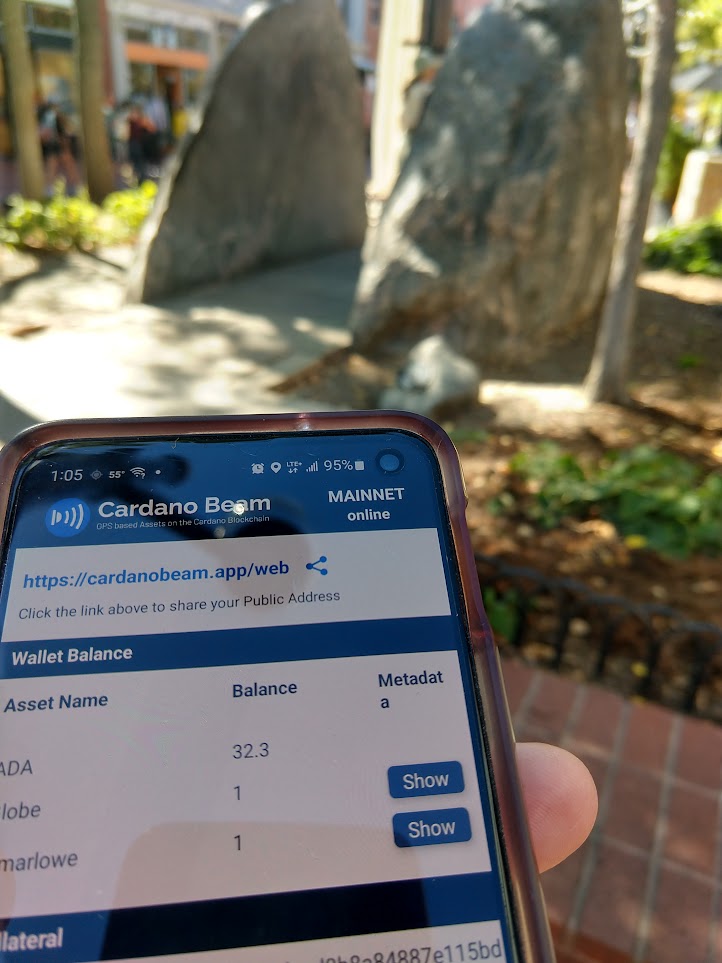 1:05 55° LTE+ 95%
Cardano Beam
GPS based Assets on the Cardano Blockchain
MAINNET
online
https://cardanobeam.app/web
Click the link above to share your Public Address
Wallet Balance
Asset Name Balance Metadat
a
ADA 32.3
lobe 1 Show
marlowe 1 Show
llateral
84887e115bd